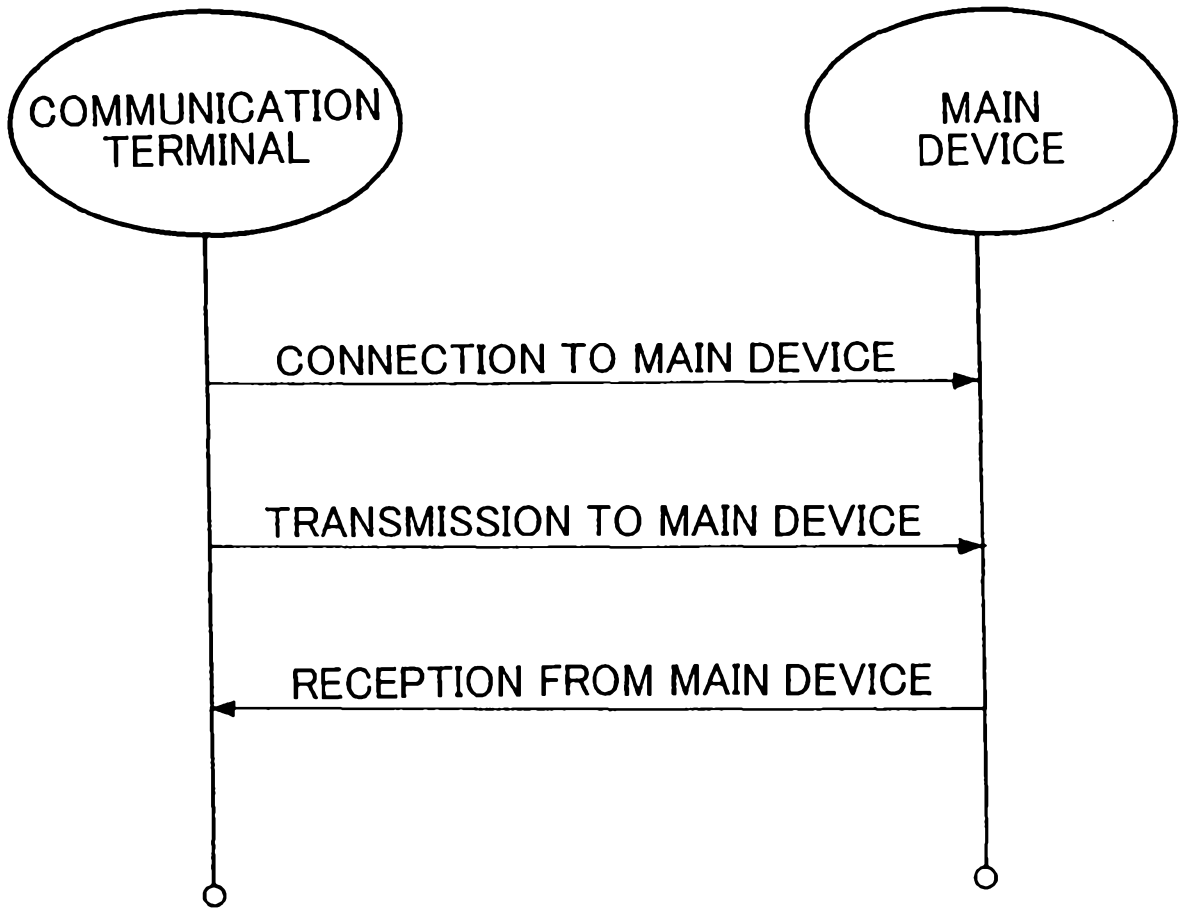 COMMUNICATION
TERMINAL
MAIN
DEVICE
CONNECTION TO MAIN DEVICE
TRANSMISSION TO MAIN DEVICE
RECEPTION FROM MAIN DEVICE